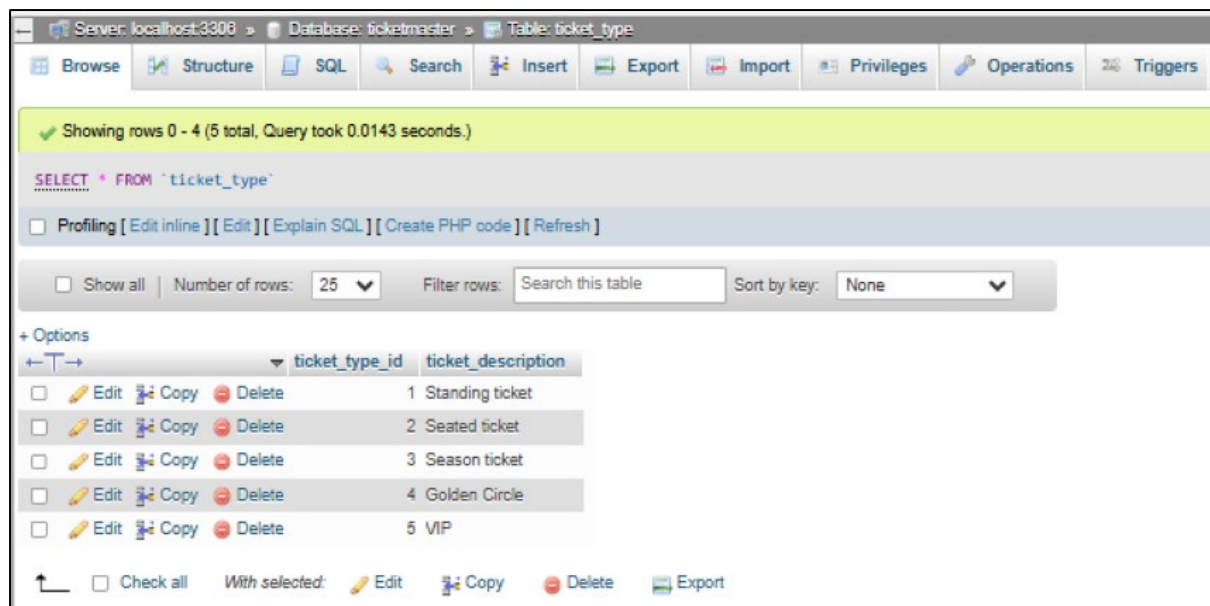 Server: localhost:3306 » Database: ticketmaster » Table: ticket_type
Browse Structure SQL Search Insert Export Import Privileges Operations Triggers
Showing rows 0 - 4 (5 total, Query took 0.0143 seconds.)
SELECT * FROM `ticket_type`
Profiling [ Edit inline ] [ Edit ] [ Explain SQL ] [ Create PHP code ] [ Refresh ]
Show all | Number of rows: 25 Filter rows: Search this table Sort by key: None
+ Options
←T→ ticket_type_id ticket_description
Edit Copy Delete 1 Standing ticket
Edit Copy Delete 2 Seated ticket
Edit Copy Delete 3 Season ticket
Edit Copy Delete 4 Golden Circle
Edit Copy Delete 5 VIP
Check all With selected: Edit Copy Delete Export